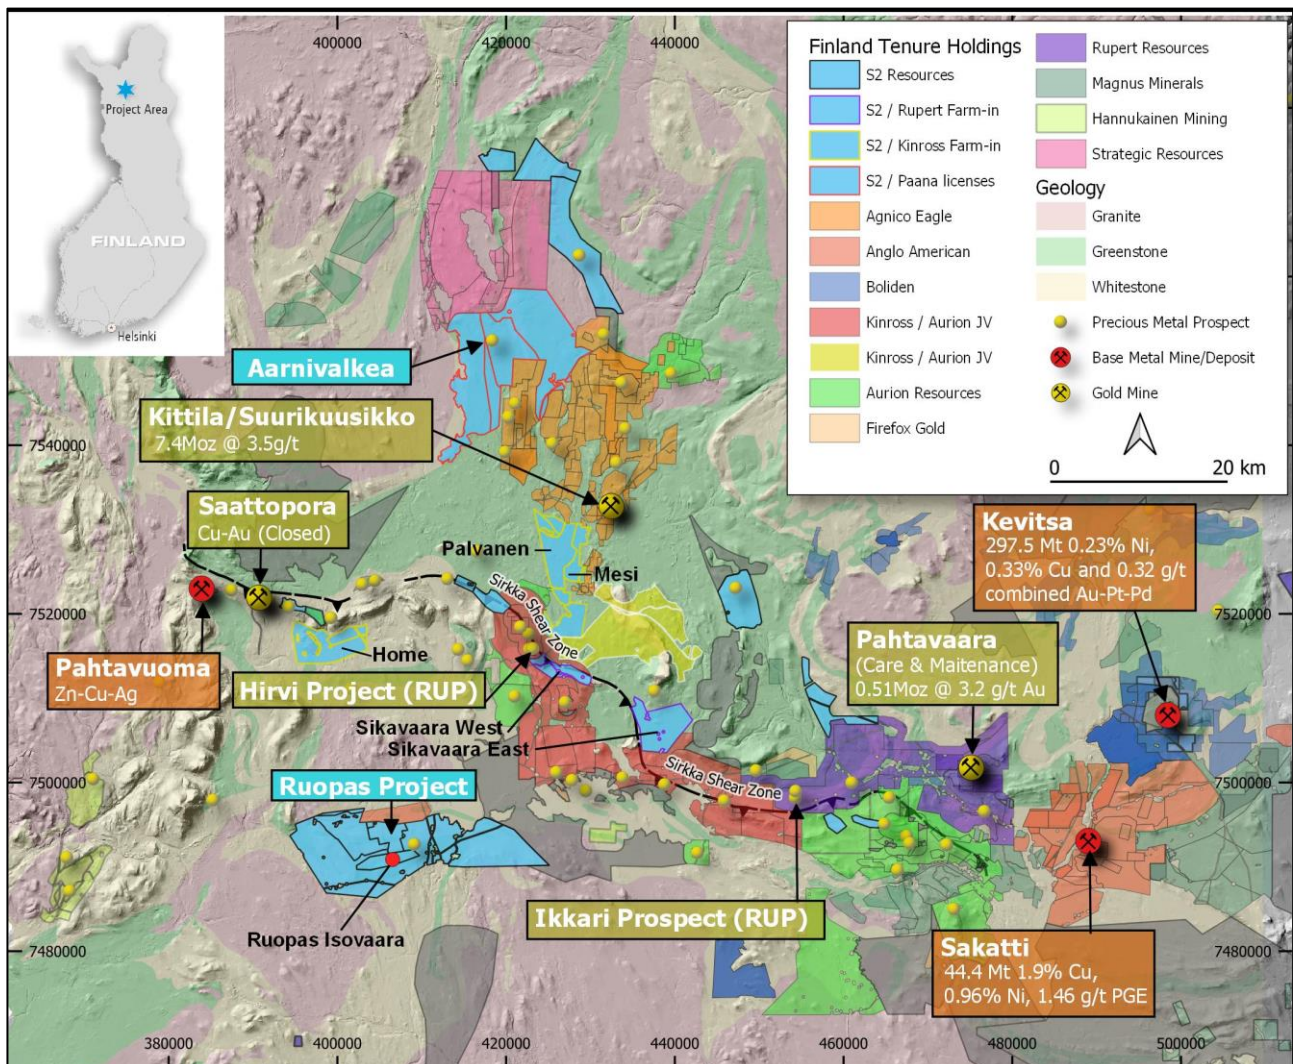 Project Area
FINLAND
Helsinki
400000
420000
440000
460000
480000
500000
Finland Tenure Holdings
S2 Resources
S2 / Rupert Farm-in
S2 / Kinross Farm-in
S2 / Paana licenses
Agnico Eagle
Anglo American
Boliden
Kinross / Aurion JV
Kinross / Aurion JV
Aurion Resources
Firefox Gold
Rupert Resources
Magnus Minerals
Hannukainen Mining
Strategic Resources
Geology
Granite
Greenstone
Whitestone
Precious Metal Prospect
Base Metal Mine/Deposit
Gold Mine
0 20 km
Aarnivalkea
Kittila/Suurikuusikko
7.4Moz @ 3.5g/t
7540000
7540000
Saattopora
Cu-Au (Closed)
Palvanen
Mesi
Kevitsa
297.5 Mt 0.23% Ni,
0.33% Cu and 0.32 g/t
combined Au-Pt-Pd
Sirkka Shear Zone
7520000
7520000
Pahtavuoma
Zn-Cu-Ag
Home
Hirvi Project (RUP)
Pahtavaara
(Care & Maitenance)
0.51Moz @ 3.2 g/t Au
Sikavaara West
Sikavaara East
Sirkka Shear Zone
7500000
7500000
Ruopas Project
Ikkari Prospect (RUP)
Ruopas Isovaara
7480000
7480000
Sakatti
44.4 Mt 1.9% Cu,
0.96% Ni, 1.46 g/t PGE
380000
400000
420000
440000
460000
480000
500000